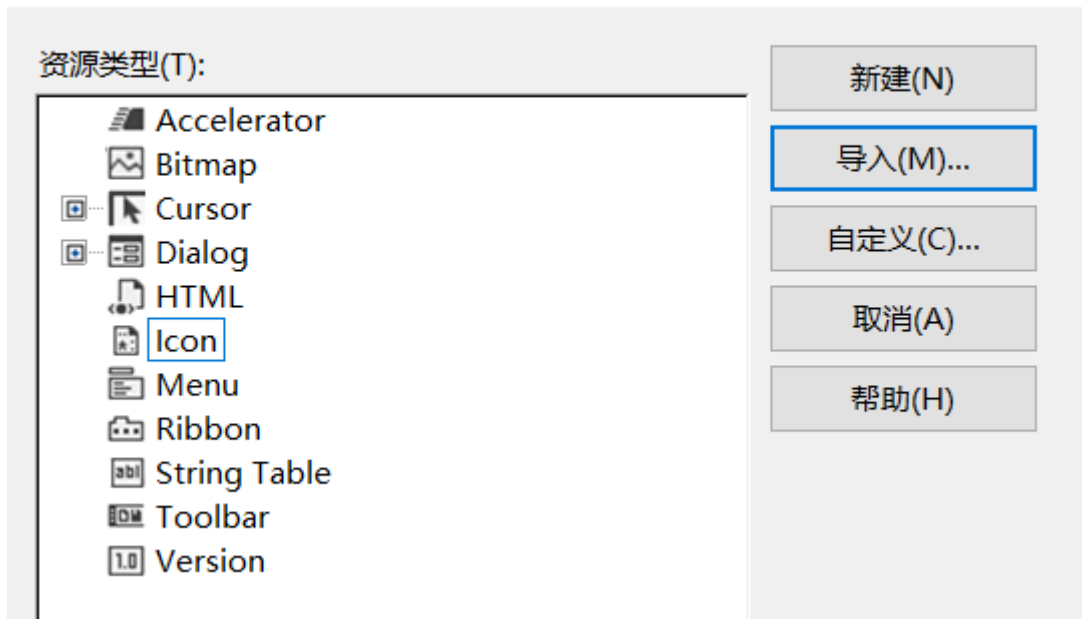 资源类型(T):
Accelerator
Bitmap
Cursor
Dialog
HTML
Icon
Menu
Ribbon
String Table
Toolbar
Version
新建(N)
导入(M)...
自定义(C)...
取消(A)
帮助(H)